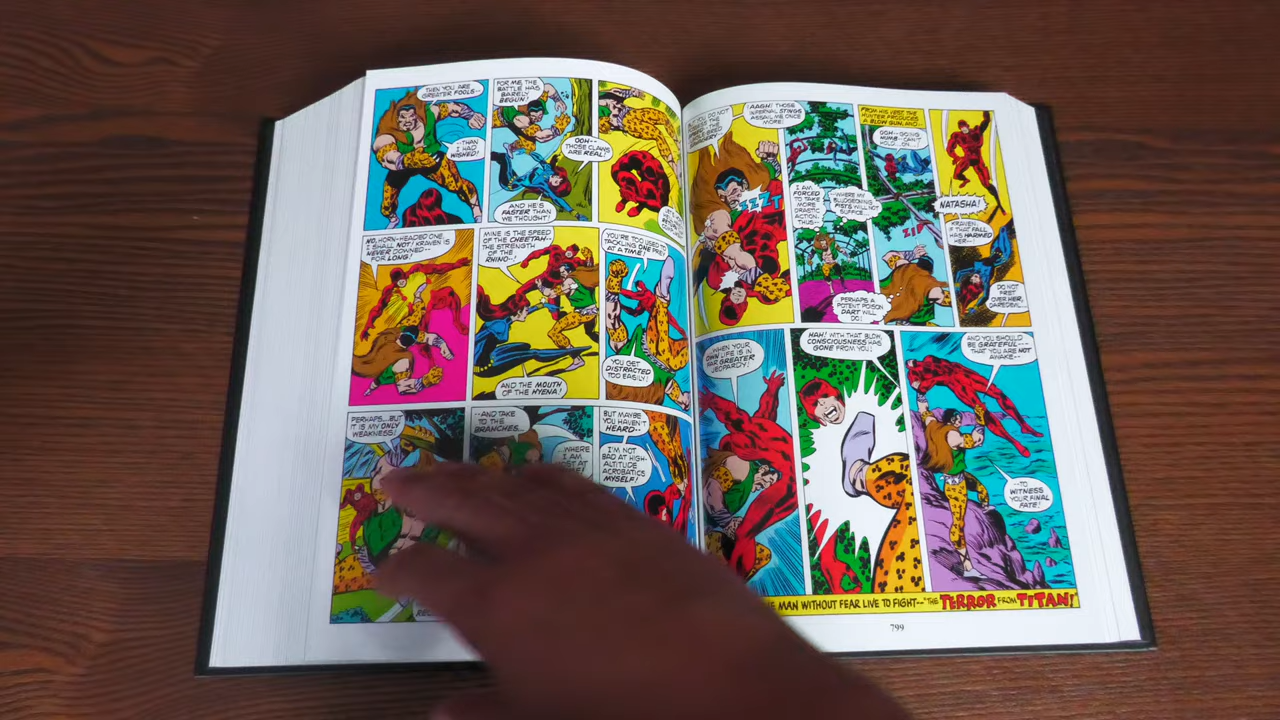 THEN YOU ARE
GREATER FOOLS--
--THAN
I HAD
WISHED!
FOR ME, THE
BATTLE HAS
BARELY
BEGUN!
OOH--
THOSE CLAWS
ARE REAL!
AND HE'S
FASTER THAN
WE THOUGHT!
NO, HORN-HEADED ONE,
I SHALL NOT! KRAVEN IS
NEVER DOWNED--
FOR LONG!
MINE IS THE SPEED
OF THE CHEETAH--
THE STRENGTH
OF THE
RHINO--!
AND THE MOUTH
OF THE HYENA!
YOU'RE TOO USED TO
TACKLING ONE PREY
AT A TIME!
YOU GET
DISTRACTED
TOO EASILY!
PERHAPS...BUT
IT IS MY ONLY
WEAKNESS!
--AND TAKE
TO THE
BRANCHES...
...WHERE
I AM
BUT MAYBE
YOU HAVEN'T
HEARD--
I'M NOT
BAD AT HIGH-
ALTITUDE
ACROBATICS
MYSELF!
YOU DO NOT
(AAGH) THOSE
INFERNAL STINGS
ASSAIL ME ONCE
MORE!
ZZZT
I AM
FORCED
TO TAKE
MORE
DRASTIC
ACTION,
THUS--
--WHERE MY
BLUDGEONING
FISTS WILL NOT
SUFFICE...
PERHAPS A
POTENT POISON
DART WILL
DO!
FROM HIS VEST, THE
HUNTER PRODUCES
A BLOW GUN, AND--
OOH--GOING
NUMB--CAN'T
HOLD...ON...
ZIP
NATASHA!
KRAVEN, IF
THAT FALL
HAS HARMED
HER--!
DO NOT
FRET
OVER HER,
DAREDEVIL...
WHEN YOUR
OWN LIFE IS IN
FAR GREATER
JEOPARDY!
HAH! WITH THAT BLOW,
CONSCIOUSNESS HAS
GONE FROM YOU!
AND YOU SHOULD
BE GRATEFUL--
THAT YOU ARE NOT
AWAKE--
--TO
WITNESS
YOUR FINAL
FATE!
MAN WITHOUT FEAR LIVE TO FIGHT--"THE TERROR FROM TITAN!"
799